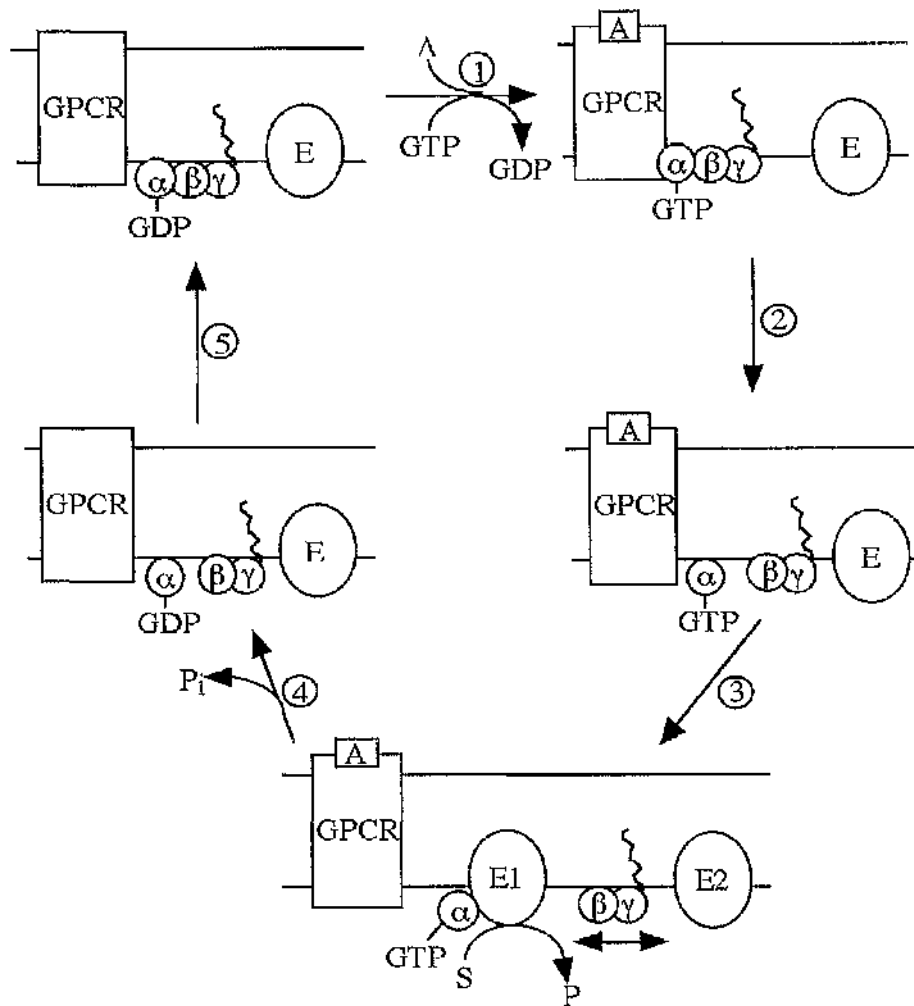 A
A
①
GPCR
GPCR
E
E
GTP
α β γ
α β γ
GDP
GDP
GTP
⑤
②
A
GPCR
GPCR
E
E
α
β γ
α
β γ
GDP
GTP
Pi
④
③
A
GPCR
E1
E2
α
β γ
GTP
S
P